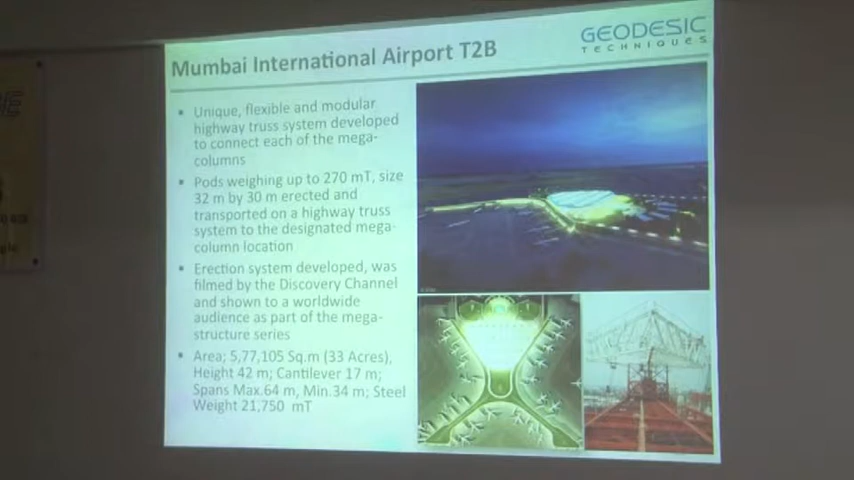 Mumbai International Airport T2B
GEODESIC
TECHNIQUES
Unique, flexible and modular
highway truss system developed
to connect each of the mega-
columns
Pods weighing up to 270 mT, size
32 m by 30 m erected and
transported on a highway truss
system to the designated mega-
column location
Erection system developed, was
filmed by the Discovery Channel
and shown to a worldwide
audience as part of the mega-
structure series
Area; 5,77,105 Sq.m (33 Acres),
Height 42 m; Cantilever 17 m;
Spans Max.64 m, Min.34 m; Steel
Weight 21,750 mT